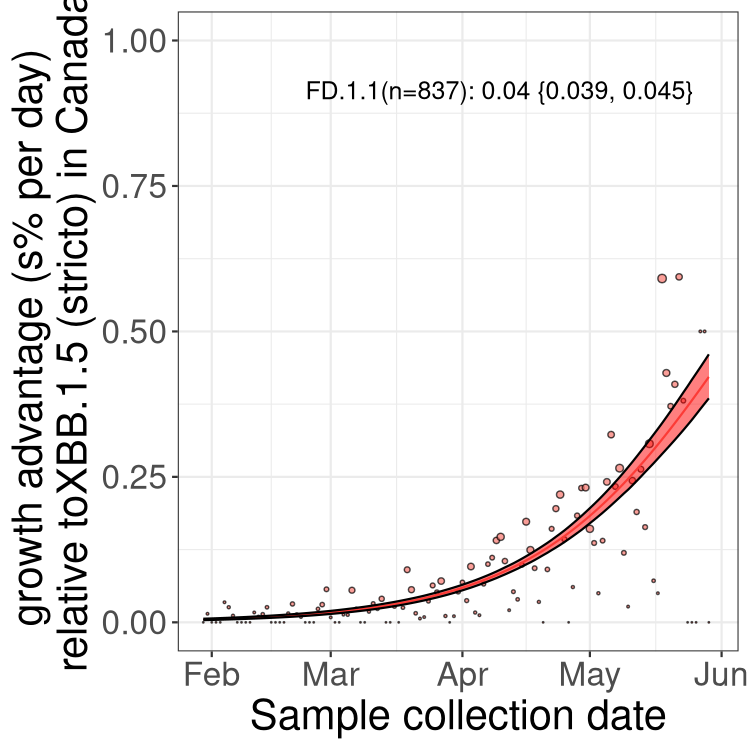 growth advantage (s% per day)
relative toXBB.1.5 (stricto) in Canada
1.00
0.75
0.50
0.25
0.00
FD.1.1(n=837): 0.04 {0.039, 0.045}
Feb Mar Apr May Jun
Sample collection date